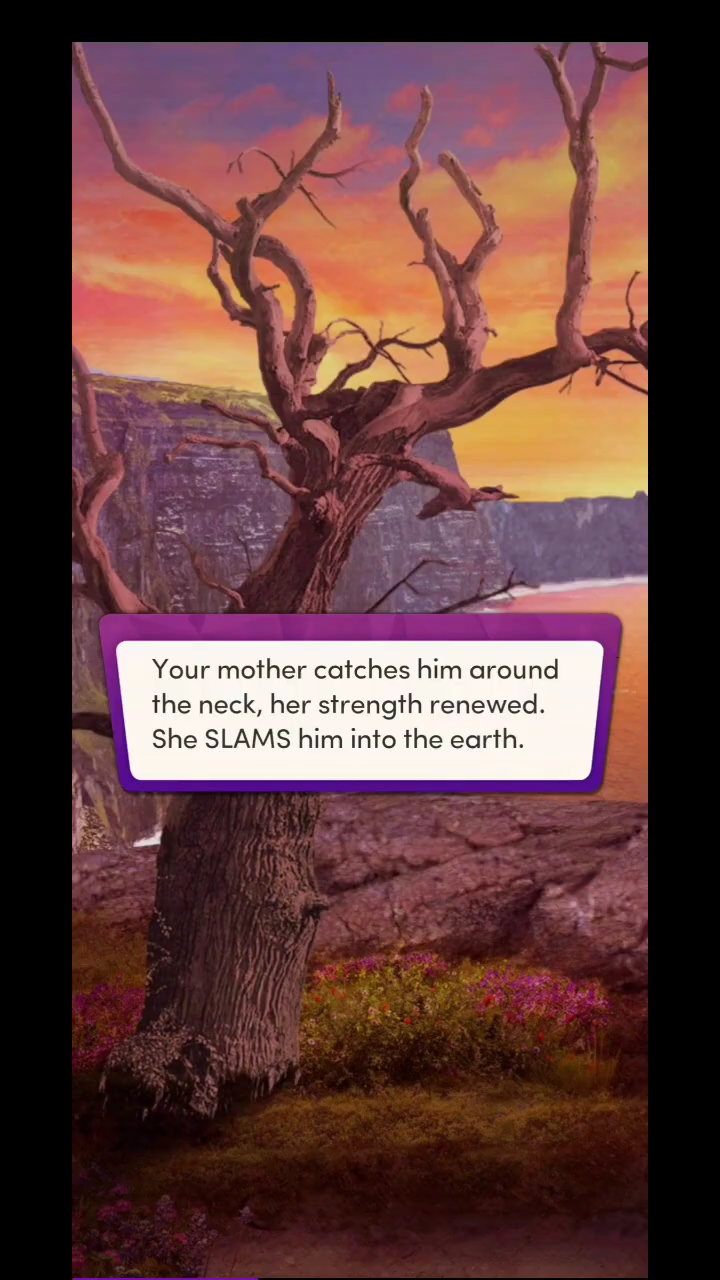 Your mother catches him around
the neck, her strength renewed.
She SLAMS him into the earth.